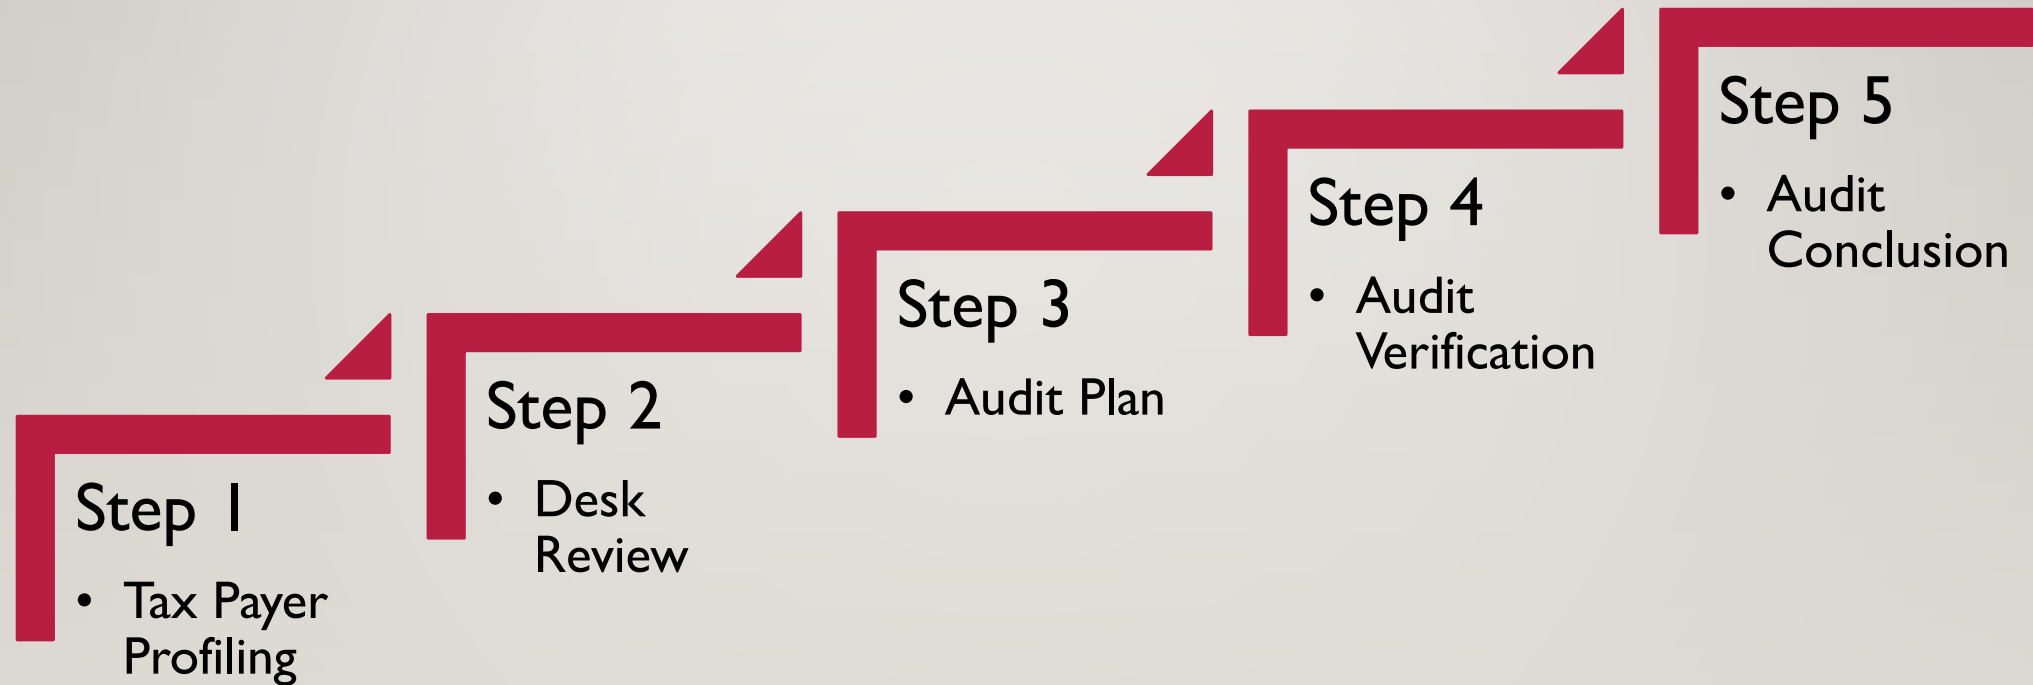 Step 1
• Tax Payer
Profiling
Step 2
• Desk
Review
Step 3
• Audit Plan
Step 4
• Audit
Verification
Step 5
• Audit
Conclusion